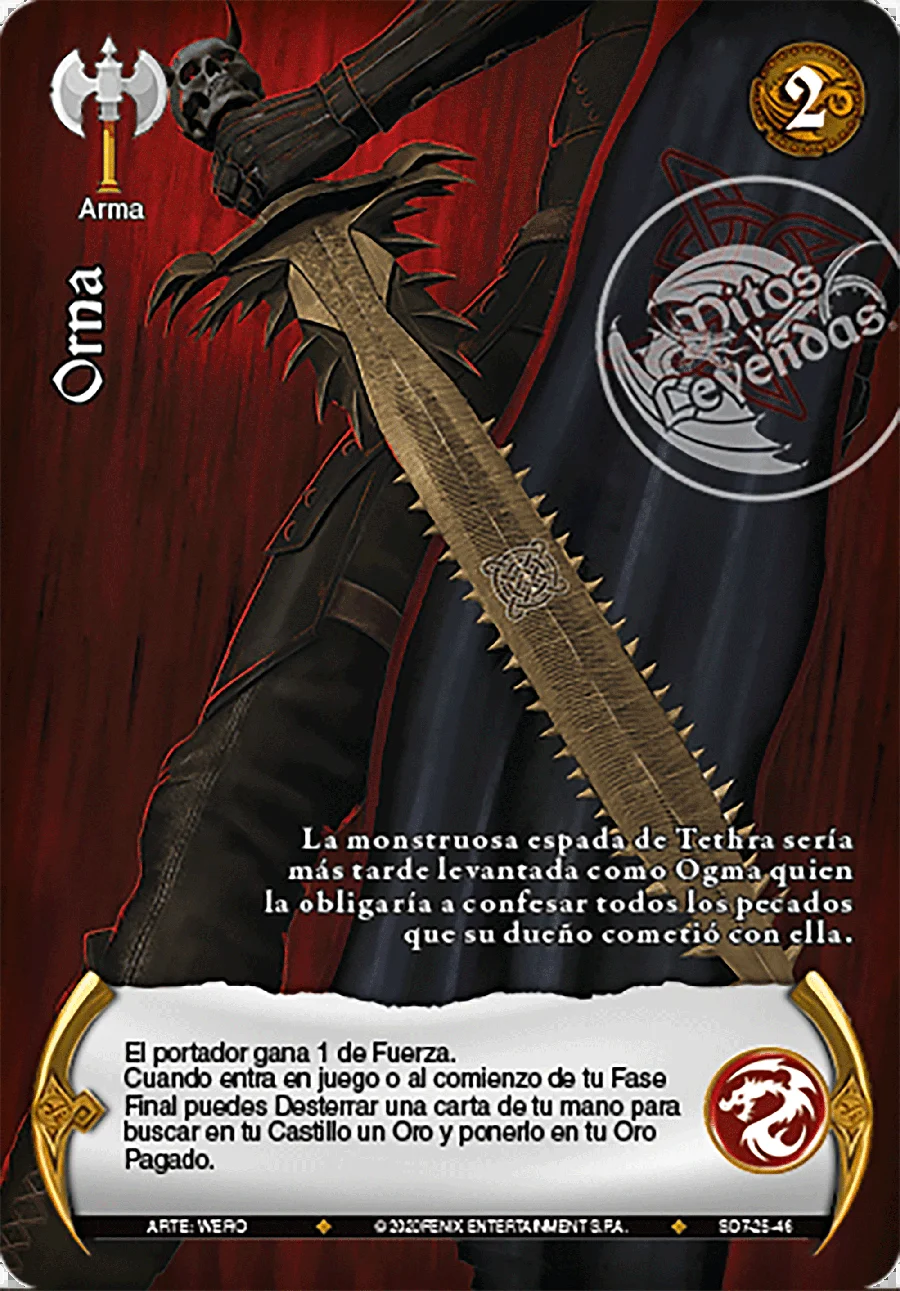 2
Arma
Orna
Mitos
y
Leyendas
La monstruosa espada de Tethra sería
más tarde levantada como Ogma quien
la obligaría a confesar todos los pecados
que su dueño cometió con ella.
El portador gana 1 de Fuerza.
Cuando entra en juego o al comienzo de tu Fase
Final puedes Desterrar una carta de tu mano para
buscar en tu Castillo un Oro y ponerlo en tu Oro
Pagado.
ARTE: WERO
© 2020 FENIX ENTERTAINMENT S.P.A.
SO7-25-46